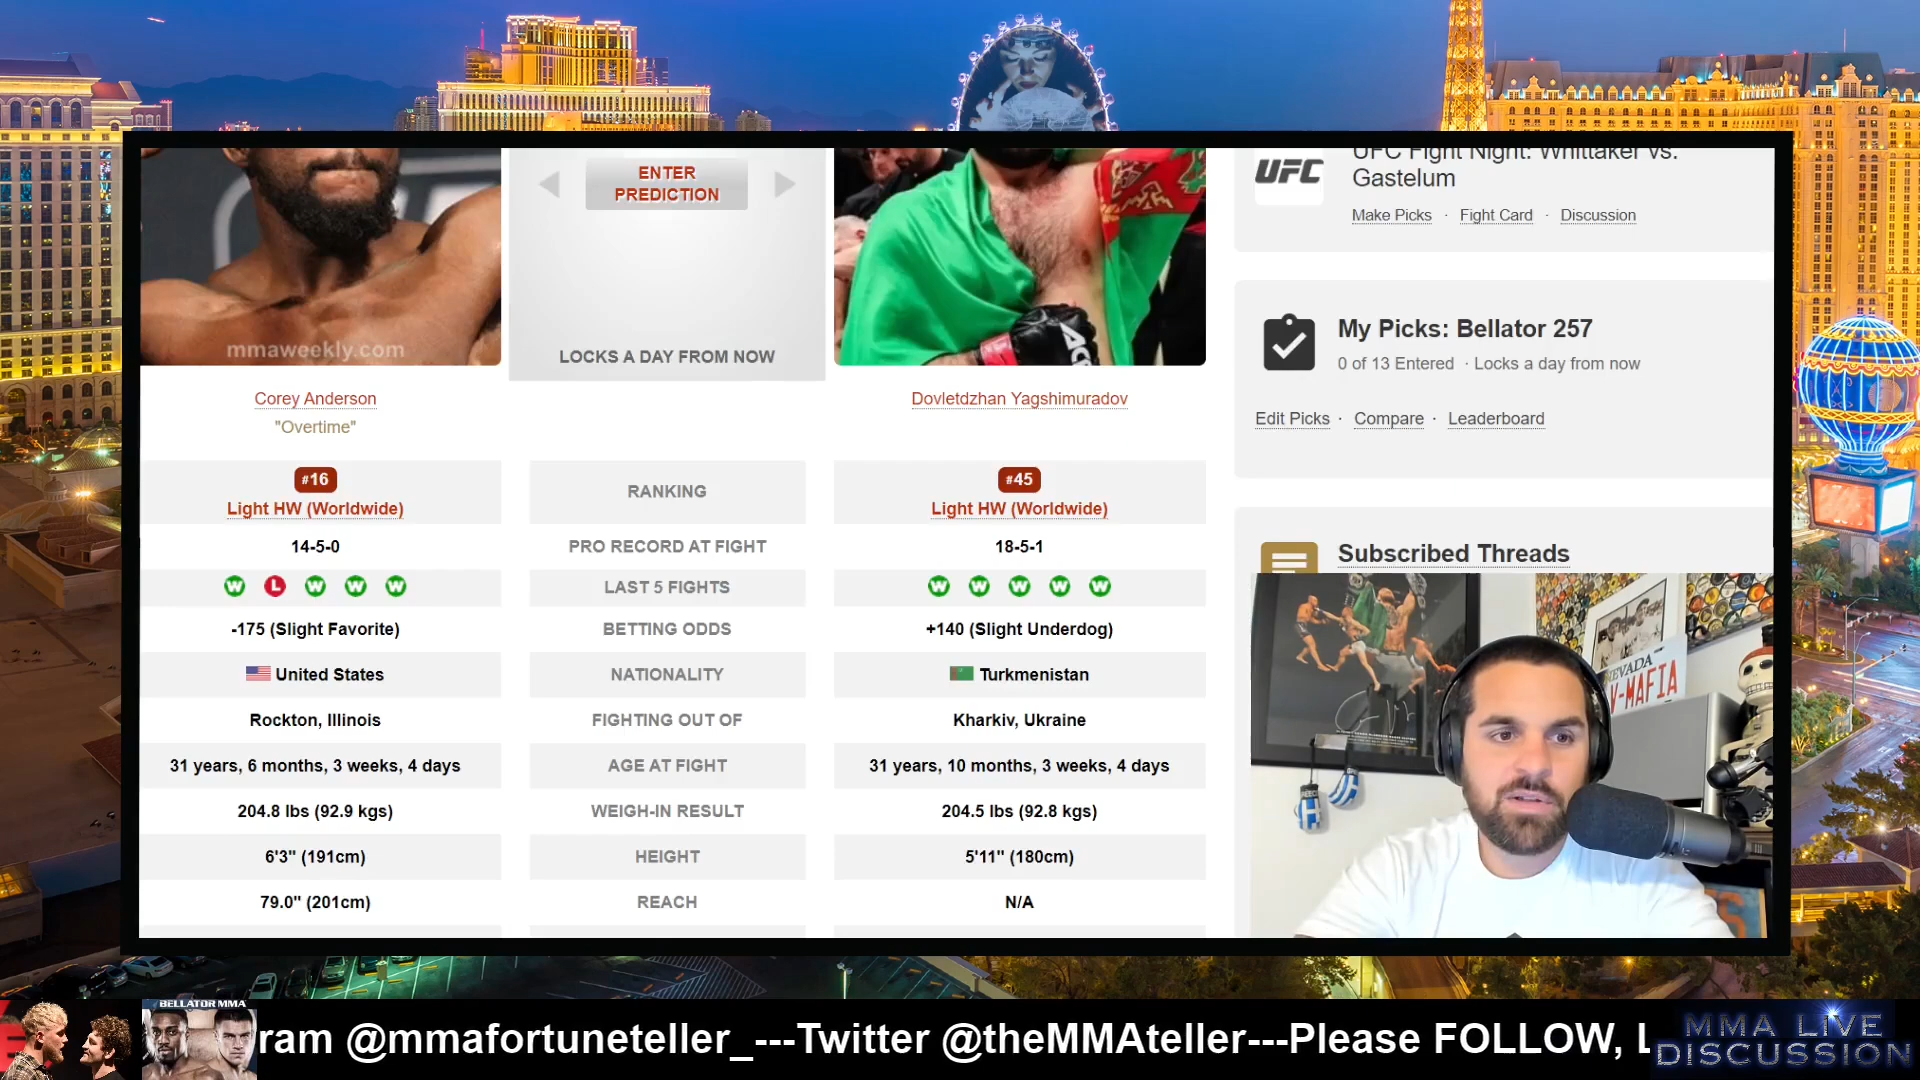 ENTER
PREDICTION
LOCKS A DAY FROM NOW
mmaweekly.com
Corey Anderson
"Overtime"
Dovletdzhan Yagshimuradov
#16
Light HW (Worldwide)
RANKING
#45
Light HW (Worldwide)
14-5-0
PRO RECORD AT FIGHT
18-5-1
W L W W W
LAST 5 FIGHTS
W W W W W
-175 (Slight Favorite)
BETTING ODDS
+140 (Slight Underdog)
United States
NATIONALITY
Turkmenistan
Rockton, Illinois
FIGHTING OUT OF
Kharkiv, Ukraine
31 years, 6 months, 3 weeks, 4 days
AGE AT FIGHT
31 years, 10 months, 3 weeks, 4 days
204.8 lbs (92.9 kgs)
WEIGH-IN RESULT
204.5 lbs (92.8 kgs)
6'3" (191cm)
HEIGHT
5'11" (180cm)
79.0" (201cm)
REACH
N/A
UFC
UFC Fight Night: Whittaker vs.
Gastelum
Make Picks · Fight Card · Discussion
My Picks: Bellator 257
0 of 13 Entered · Locks a day from now
Edit Picks · Compare · Leaderboard
Subscribed Threads
NEVADA
V-MAFIA
BELLATOR MMA
ram @mmafortuneteller_---Twitter @theMMAteller---Please FOLLOW, L
MMA LIVE
DISCUSSION